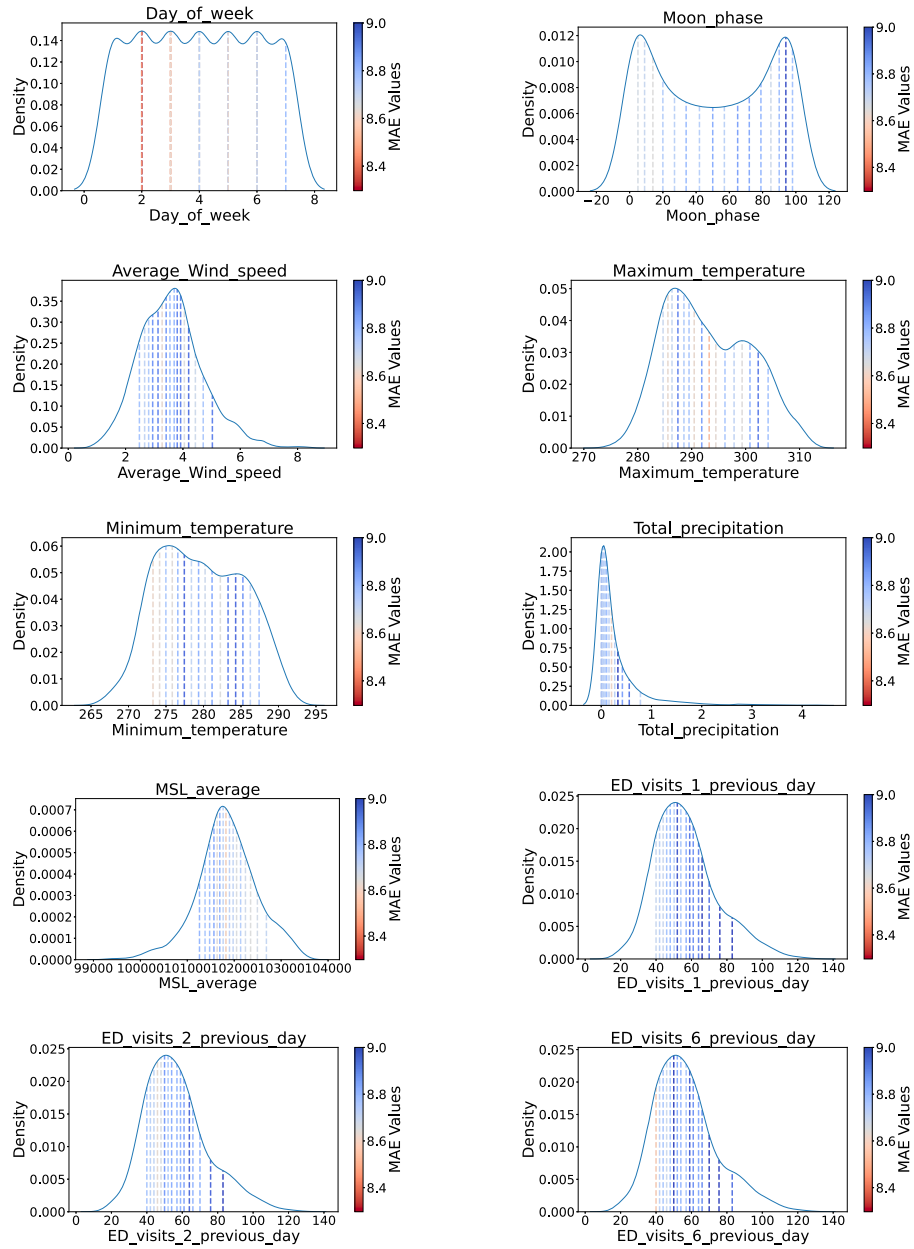 Day_of_week
0.14
0.12
0.10
0.08
0.06
0.04
0.02
0.00
Density
0 2 4 6 8
Day_of_week
9.0
8.8
8.6
8.4
MAE Values
Moon_phase
0.012
0.010
0.008
0.006
0.004
0.002
0.000
Density
−20 0 20 40 60 80 100 120
Moon_phase
9.0
8.8
8.6
8.4
MAE Values
Average_Wind_speed
0.35
0.30
0.25
0.20
0.15
0.10
0.05
0.00
Density
0 2 4 6 8
Average_Wind_speed
9.0
8.8
8.6
8.4
MAE Values
Maximum_temperature
0.05
0.04
0.03
0.02
0.01
0.00
Density
270 280 290 300 310
Maximum_temperature
9.0
8.8
8.6
8.4
MAE Values
Minimum_temperature
0.06
0.05
0.04
0.03
0.02
0.01
0.00
Density
265 270 275 280 285 290 295
Minimum_temperature
9.0
8.8
8.6
8.4
MAE Values
Total_precipitation
2.00
1.75
1.50
1.25
1.00
0.75
0.50
0.25
0.00
Density
0 1 2 3 4
Total_precipitation
9.0
8.8
8.6
8.4
MAE Values
MSL_average
0.0007
0.0006
0.0005
0.0004
0.0003
0.0002
0.0001
0.0000
Density
99000 100000 101000 102000 103000 104000
MSL_average
9.0
8.8
8.6
8.4
MAE Values
ED_visits_1_previous_day
0.025
0.020
0.015
0.010
0.005
0.000
Density
0 20 40 60 80 100 120 140
ED_visits_1_previous_day
9.0
8.8
8.6
8.4
MAE Values
ED_visits_2_previous_day
0.025
0.020
0.015
0.010
0.005
0.000
Density
0 20 40 60 80 100 120 140
ED_visits_2_previous_day
9.0
8.8
8.6
8.4
MAE Values
ED_visits_6_previous_day
0.025
0.020
0.015
0.010
0.005
0.000
Density
0 20 40 60 80 100 120 140
ED_visits_6_previous_day
9.0
8.8
8.6
8.4
MAE Values